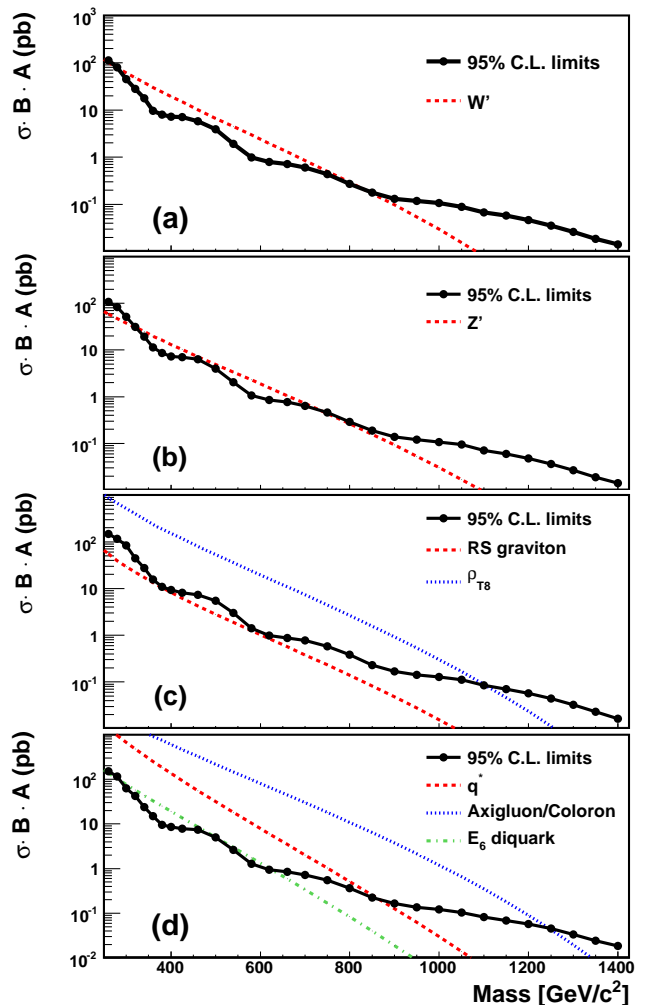 σ· B · A (pb)
10³
10²
10
1
10⁻¹
95% C.L. limits
W'
(a)
σ· B · A (pb)
10²
10
1
10⁻¹
95% C.L. limits
Z'
(b)
σ· B · A (pb)
10²
10
1
10⁻¹
95% C.L. limits
RS graviton
ρT8
(c)
σ· B · A (pb)
10²
10
1
10⁻¹
10⁻²
95% C.L. limits
q*
Axigluon/Coloron
E₆ diquark
(d)
400 600 800 1000 1200 1400
Mass [GeV/c²]